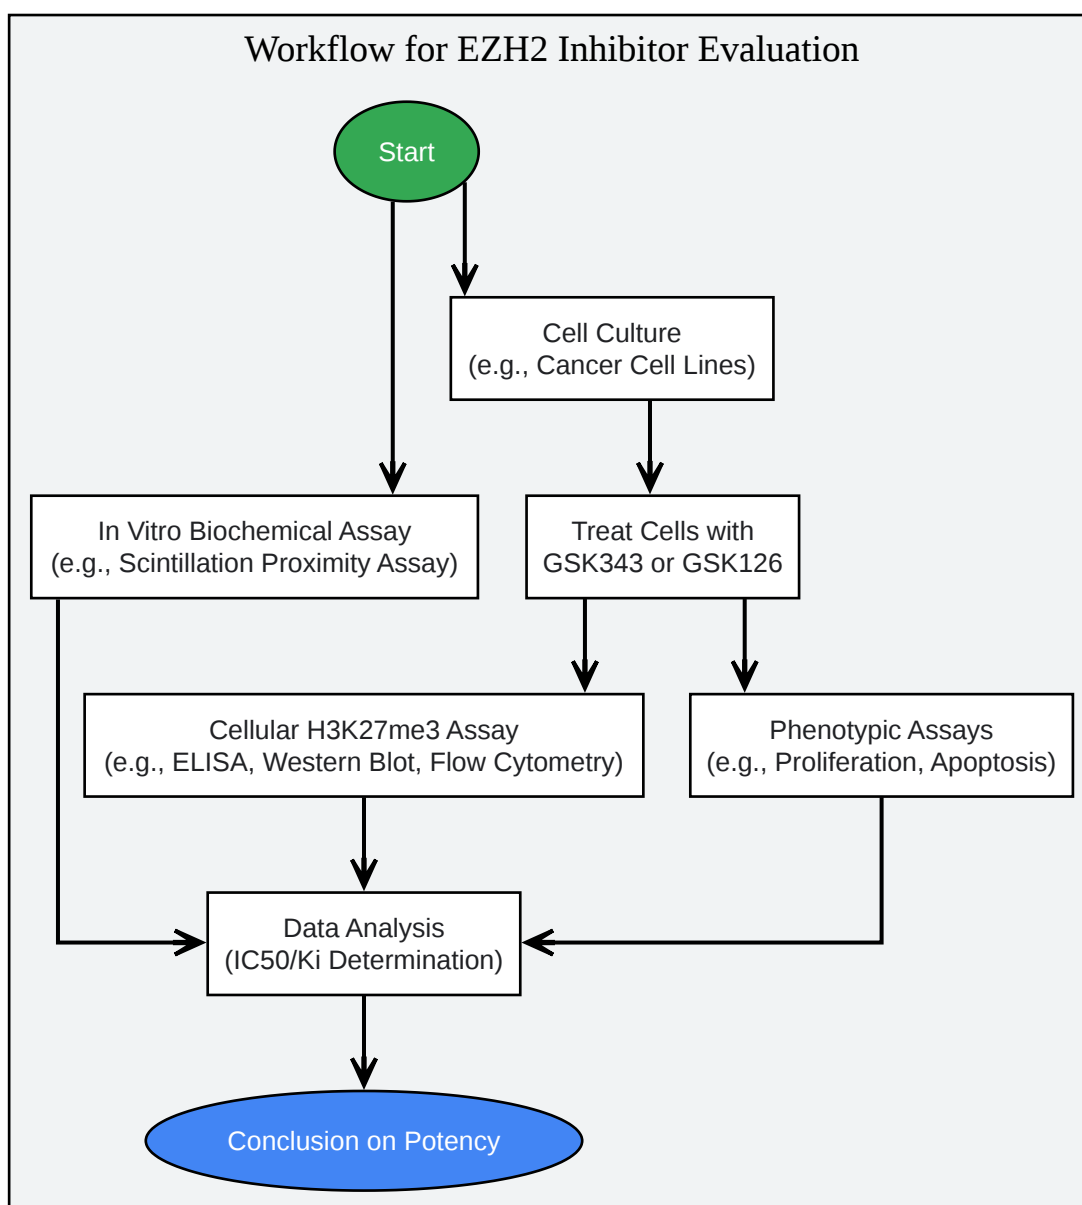 Workflow for EZH2 Inhibitor Evaluation
Start
Cell Culture
(e.g., Cancer Cell Lines)
In Vitro Biochemical Assay
(e.g., Scintillation Proximity Assay)
Treat Cells with
GSK343 or GSK126
Cellular H3K27me3 Assay
(e.g., ELISA, Western Blot, Flow Cytometry)
Phenotypic Assays
(e.g., Proliferation, Apoptosis)
Data Analysis
(IC50/Ki Determination)
Conclusion on Potency